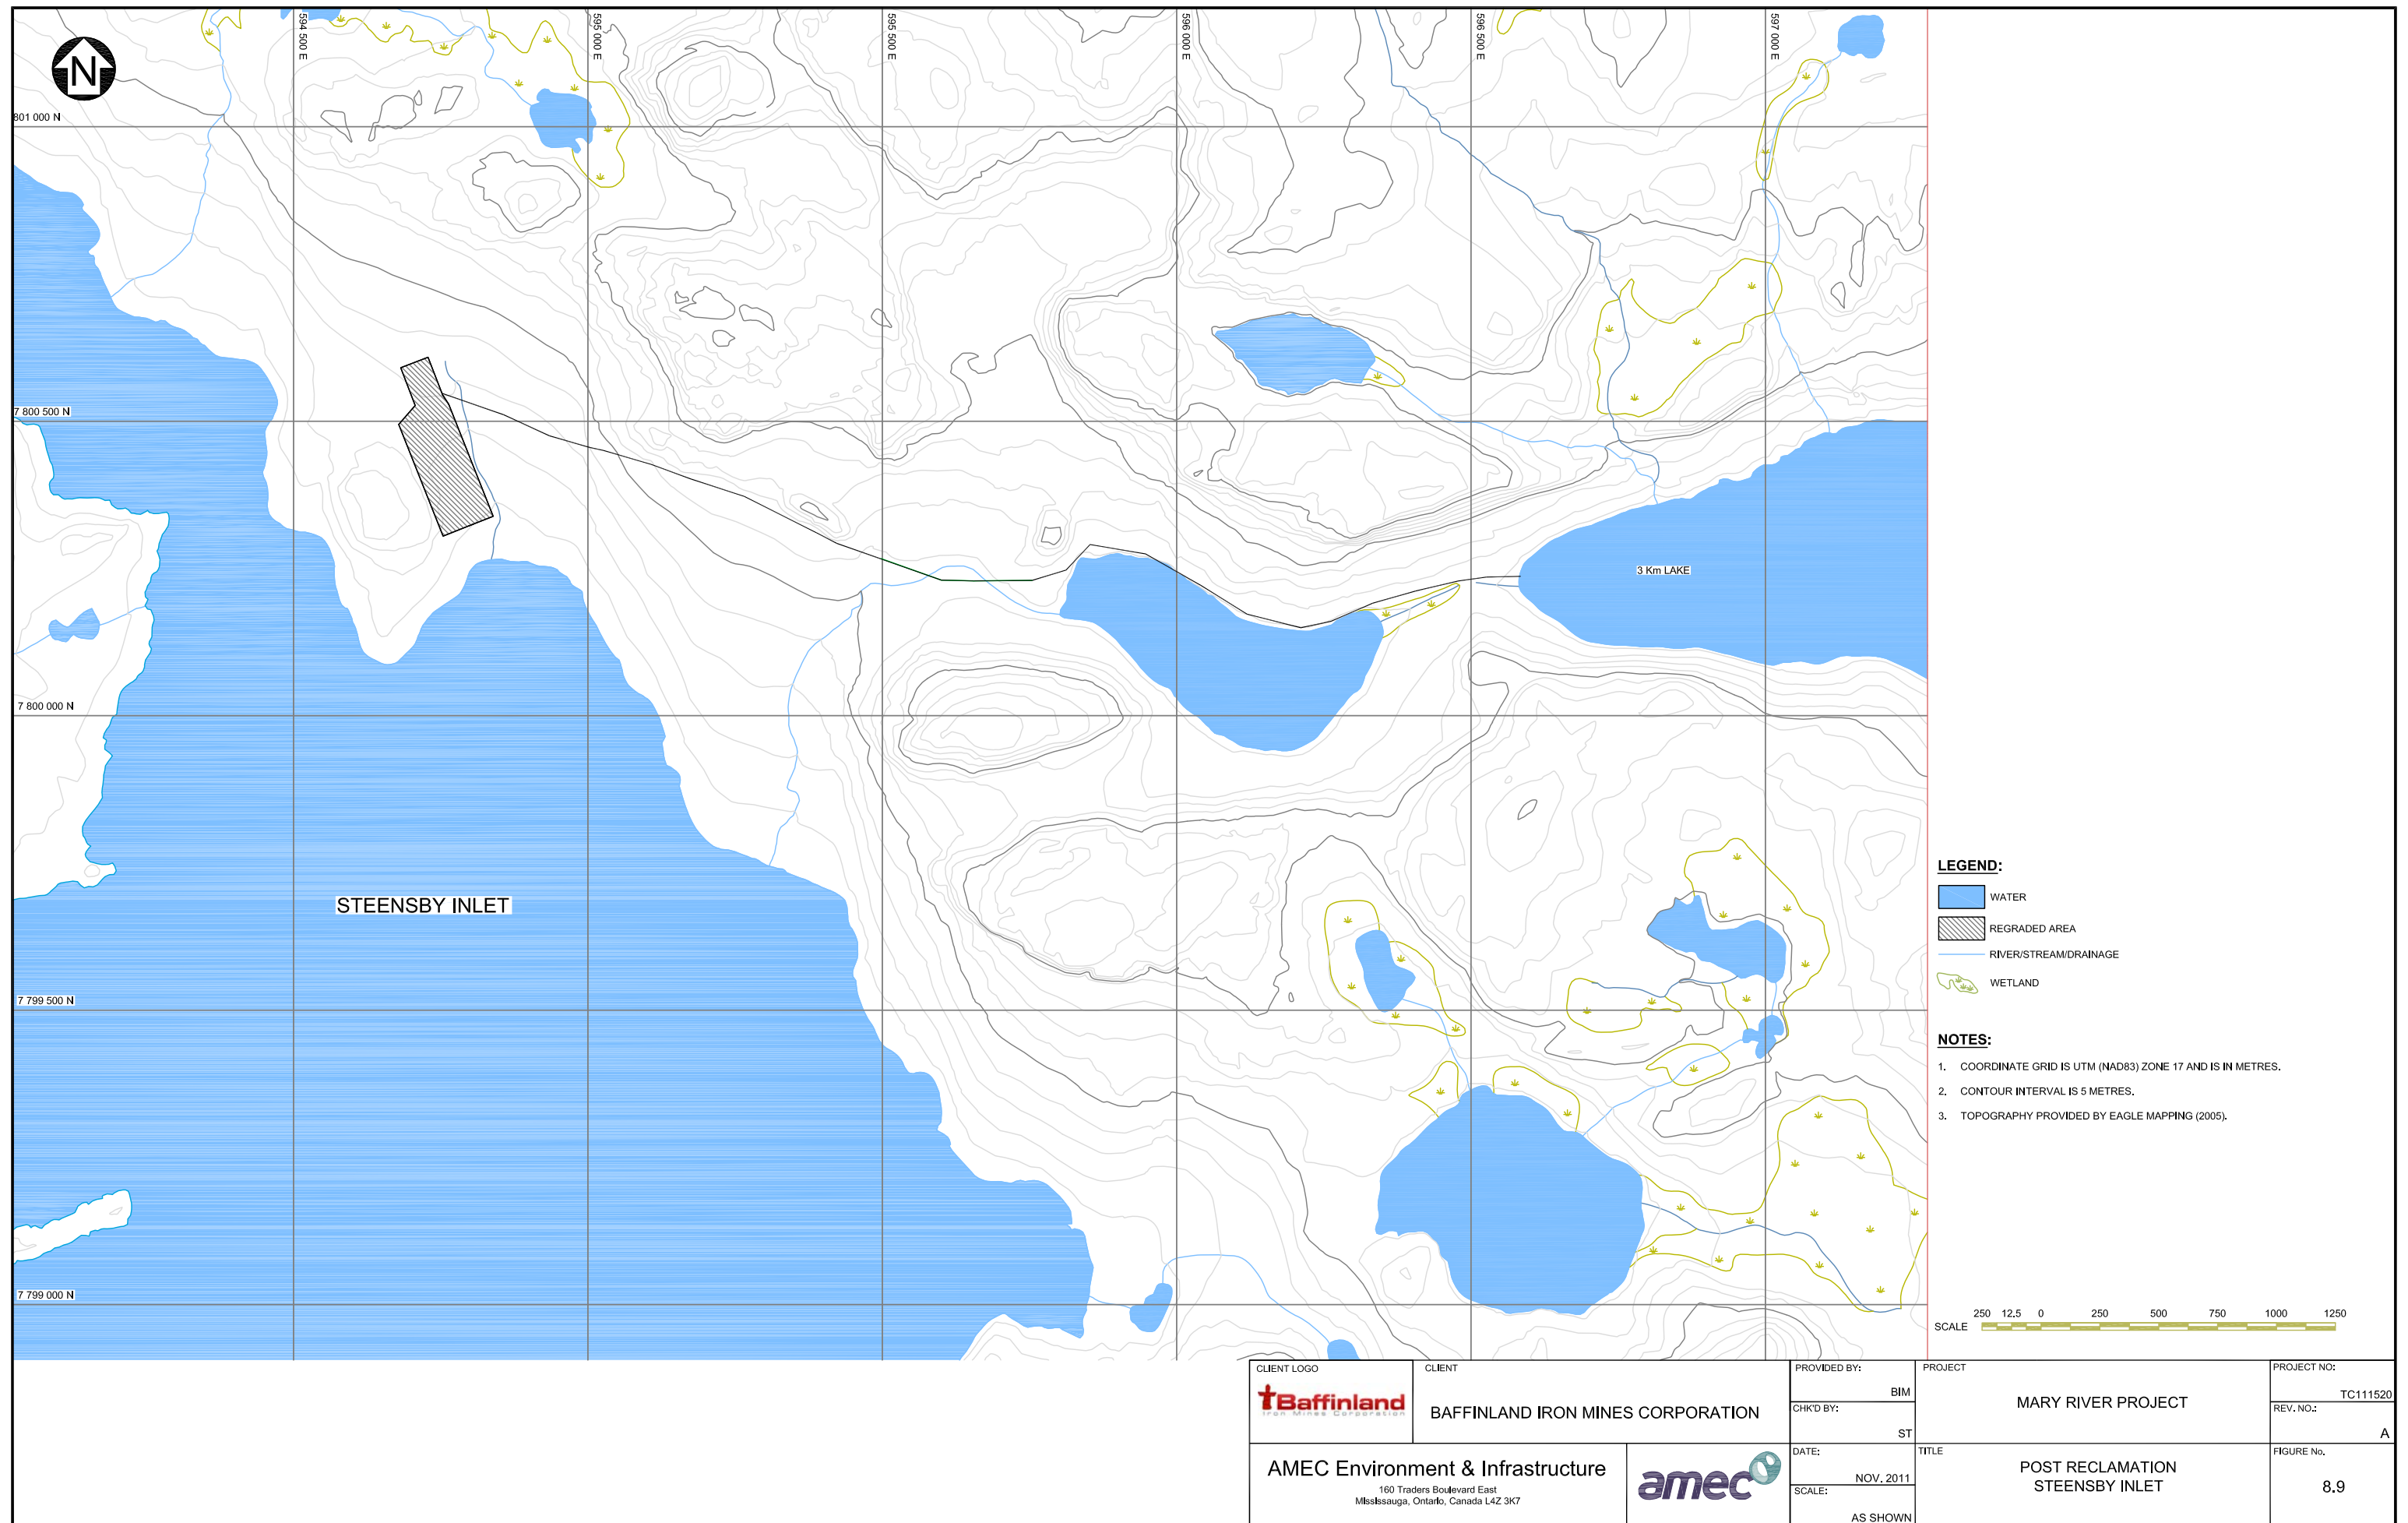 N
594 500 E
595 000 E
595 500 E
596 000 E
596 500 E
597 000 E
801 000 N
7 800 500 N
3 Km LAKE
7 800 000 N
STEENSBY INLET
7 799 500 N
7 799 000 N
LEGEND:
WATER
REGRADED AREA
RIVER/STREAM/DRAINAGE
WETLAND
NOTES:
1. COORDINATE GRID IS UTM (NAD83) ZONE 17 AND IS IN METRES.
2. CONTOUR INTERVAL IS 5 METRES.
3. TOPOGRAPHY PROVIDED BY EAGLE MAPPING (2005).
250 12.5 0 250 500 750 1000 1250
SCALE
CLIENT LOGO
Baffinland
Iron Mines Corporation
CLIENT
BAFFINLAND IRON MINES CORPORATION
PROVIDED BY:
BIM
CHK'D BY:
ST
PROJECT
MARY RIVER PROJECT
PROJECT NO:
TC111520
REV. NO.:
A
AMEC Environment & Infrastructure
160 Traders Boulevard East
Mississauga, Ontario, Canada L4Z 3K7
amec
DATE:
NOV. 2011
SCALE:
AS SHOWN
TITLE
POST RECLAMATION
STEENSBY INLET
FIGURE No.
8.9